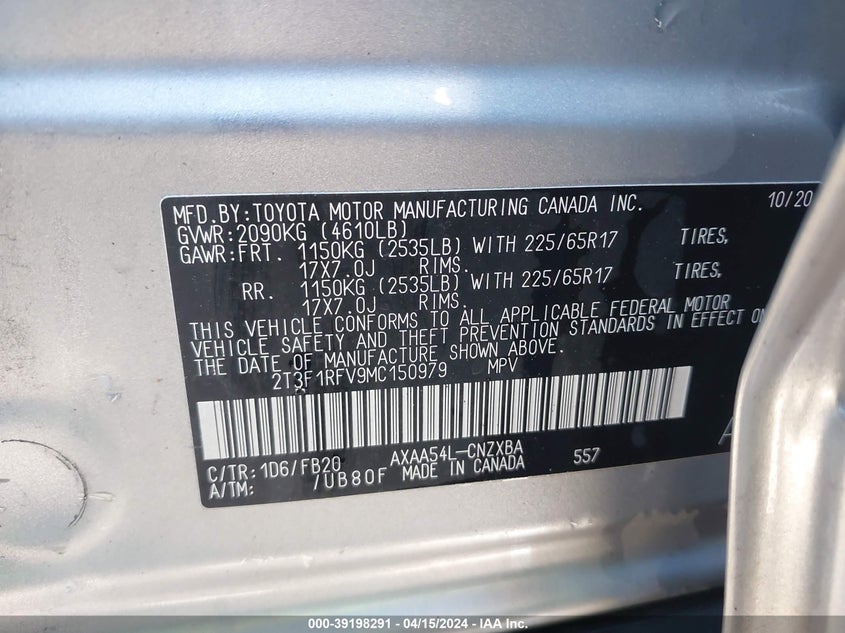 MFD.BY:TOYOTA MOTOR MANUFACTURING CANADA INC. 10/20
GVWR:2090KG (4610LB)
GAWR:FRT. 1150KG (2535LB) WITH 225/65R17 TIRES,
17X7.0J RIMS.
RR. 1150KG (2535LB) WITH 225/65R17 TIRES,
17X7.0J RIMS.
THIS VEHICLE CONFORMS TO ALL APPLICABLE FEDERAL MOTOR
VEHICLE SAFETY AND THEFT PREVENTION STANDARDS IN EFFECT ON
THE DATE OF MANUFACTURE SHOWN ABOVE.
2T3F1RFV9MC150979 MPV
C/TR:1D6/FB20 AXAA54L-CNZXBA 557
A/TM: /UB80F MADE IN CANADA
000-39198291 - 04/15/2024 - IAA Inc.